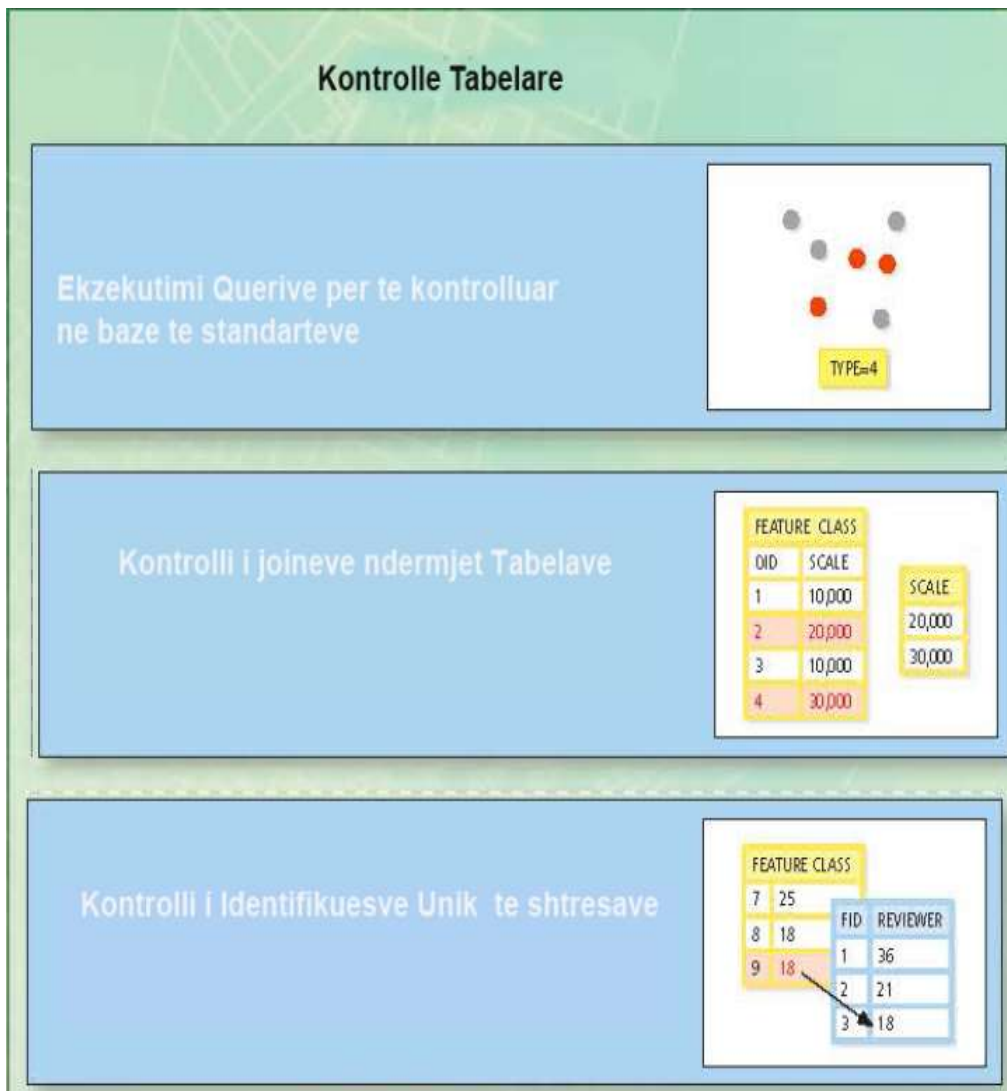 Kontrolle Tabelare
Ekzekutimi Querive per te kontrolluar
ne baze te standarteve
TYPE=4
Kontrolli i joineve ndermjet Tabelave
FEATURE CLASS
OID SCALE
1 10,000
2 20,000
3 10,000
4 30,000
SCALE
20,000
30,000
Kontrolli i Identifikuesve Unik te shtresave
FEATURE CLASS
7 25
8 18
9 18
FID REVIEWER
1 36
2 21
3 18